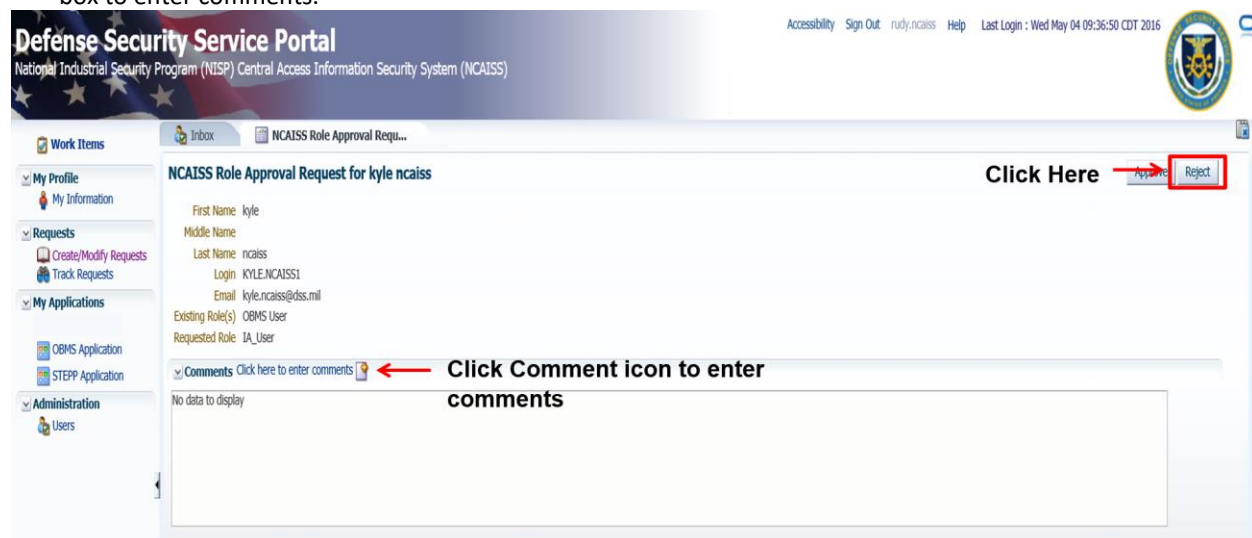 box to enter comments.
Accessibility Sign Out rudy.ncaiss Help Last Login : Wed May 04 09:36:50 CDT 2016
Defense Security Service Portal
National Industrial Security Program (NISP) Central Access Information Security System (NCAISS)
Work Items
Inbox
NCAISS Role Approval Requ...
My Profile
My Information
Requests
Create/Modify Requests
Track Requests
My Applications
OBMS Application
STEPP Application
Administration
Users
NCAISS Role Approval Request for kyle ncaiss
Click Here
Reject
First Name kyle
Middle Name
Last Name ncaiss
Login KYLE.NCAISS1
Email kyle.ncaiss@dss.mil
Existing Role(s) OBMS User
Requested Role IA_User
Comments Click here to enter comments
Click Comment icon to enter
comments
No data to display